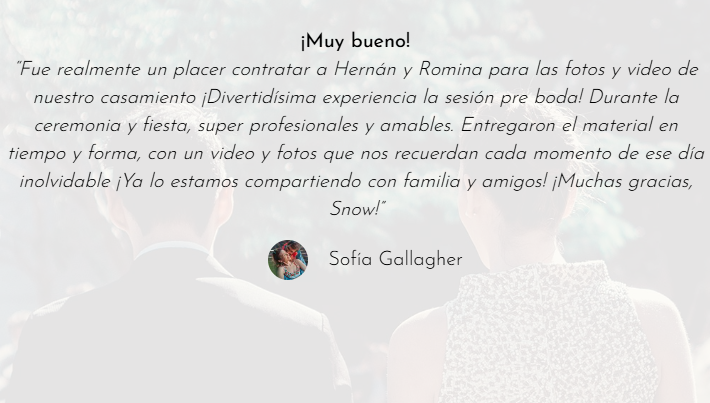 ¡Muy bueno!
"Fue realmente un placer contratar a Hernán y Romina para las fotos y video de
nuestro casamiento ¡Divertidísima experiencia la sesión pre boda! Durante la
ceremonia y fiesta, super profesionales y amables. Entregaron el material en
tiempo y forma, con un video y fotos que nos recuerdan cada momento de ese día
inolvidable ¡Ya lo estamos compartiendo con familia y amigos! ¡Muchas gracias,
Snow!"
Sofía Gallagher